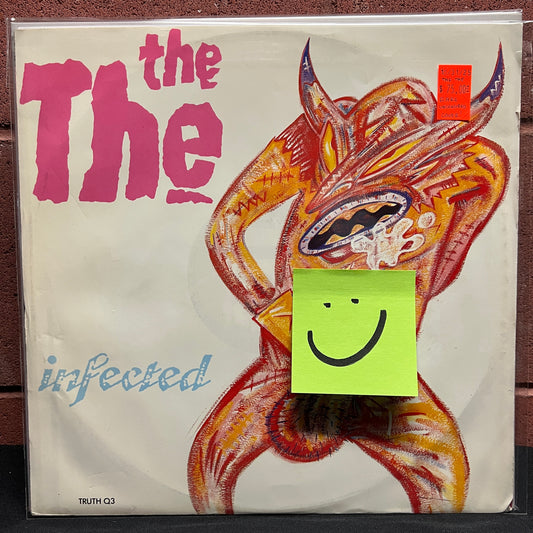 the
The
infected
TRUTH Q3